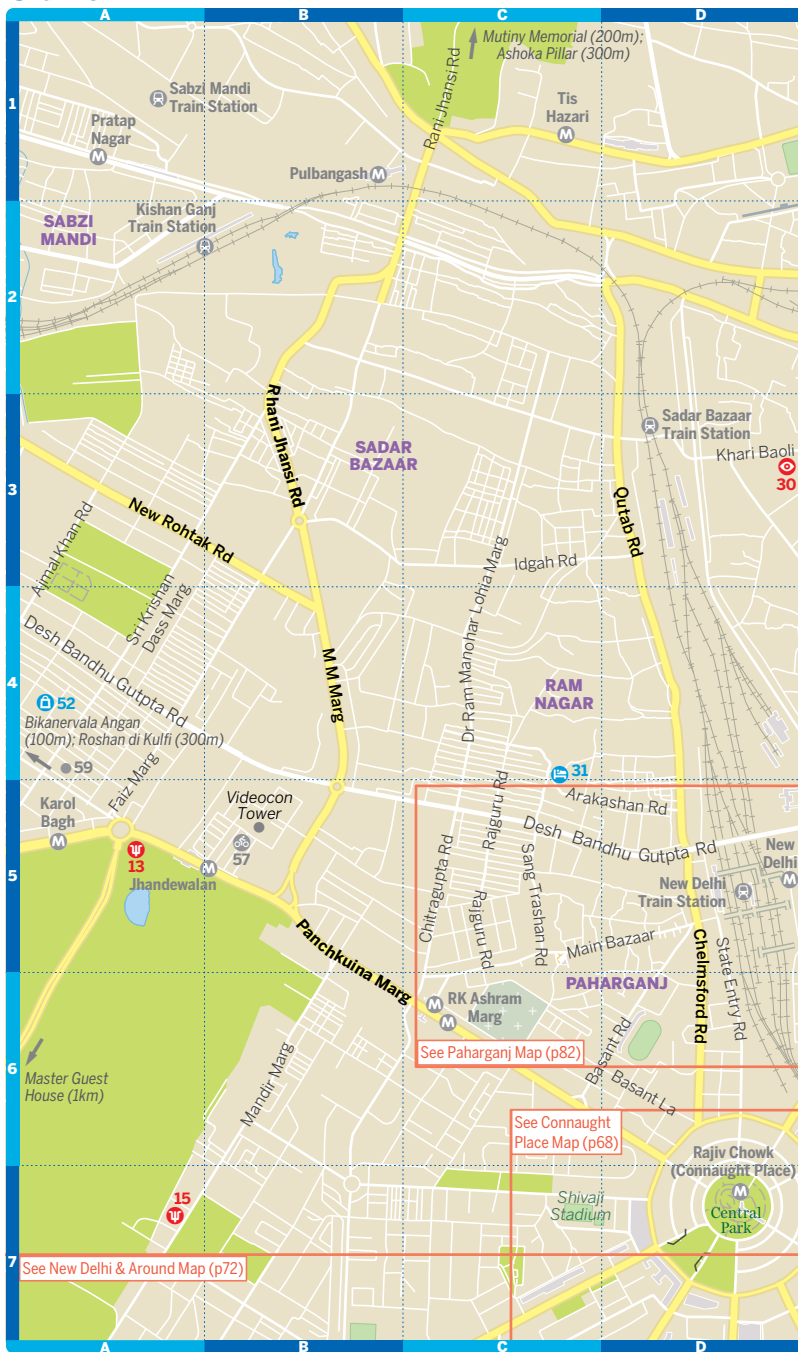 A
B
C
D
1
Mutiny Memorial (200m);
Ashoka Pillar (300m)
Rani Jhansi Rd
Sabzi Mandi
Train Station
Tis
Hazari
M
Pratap
Nagar
M
Pulbangash
M
SABZI
MANDI
Kishan Ganj
Train Station
2
Rhani Jhansi Rd
SADAR
BAZAAR
Sadar Bazaar
Train Station
Khari Baoli
30
3
New Rohtak Rd
Qutab Rd
Ajmal Khan Rd
Idgah Rd
Sri Krishan
Dass Marg
Dr Ram Manohar Lohia Marg
Desh Bandhu Gutpta Rd
M M Marg
4
RAM
NAGAR
52
Bikanervala Angan
(100m); Roshan di Kulfi (300m)
59
31
Faiz Marg
Arakashan Rd
Rajguru Rd
Karol
Bagh
M
Videocon
Tower
57
13
Jhandewalan
M
Desh Bandhu Gutpta Rd
New
Delhi
M
5
Chitragupta Rd
Sang Trashan Rd
Rajguru Rd
New Delhi
Train Station
Main Bazaar
Panchkuina Marg
Chelmsford Rd
State Entry Rd
PAHARGANJ
M
RK Ashram
Marg
M
Basant Rd
See Paharganj Map (p82)
6
Master Guest
House (1km)
Mandir Marg
Basant La
See Connaught
Place Map (p68)
Rajiv Chowk
(Connaught Place)
M
15
Shivaji
Stadium
Central
Park
7
See New Delhi & Around Map (p72)
A
B
C
D